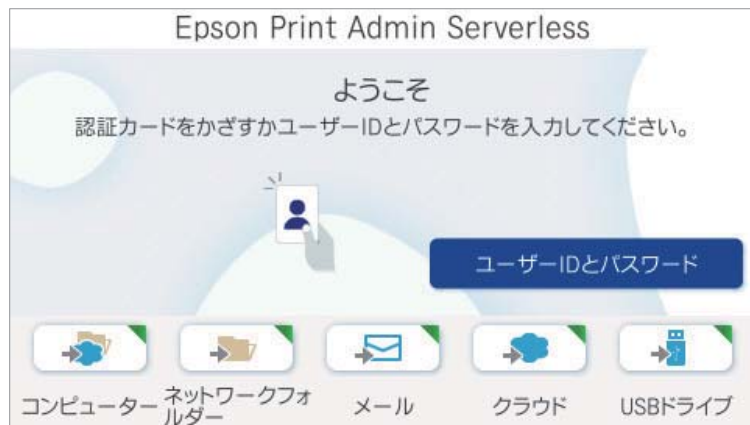 Epson Print Admin Serverless
ようこそ
認証カードをかざすかユーザーIDとパスワードを入力してください。
ユーザーIDとパスワード
コンピューター
ネットワークフォ
ルダー
メール
クラウド
USBドライブ